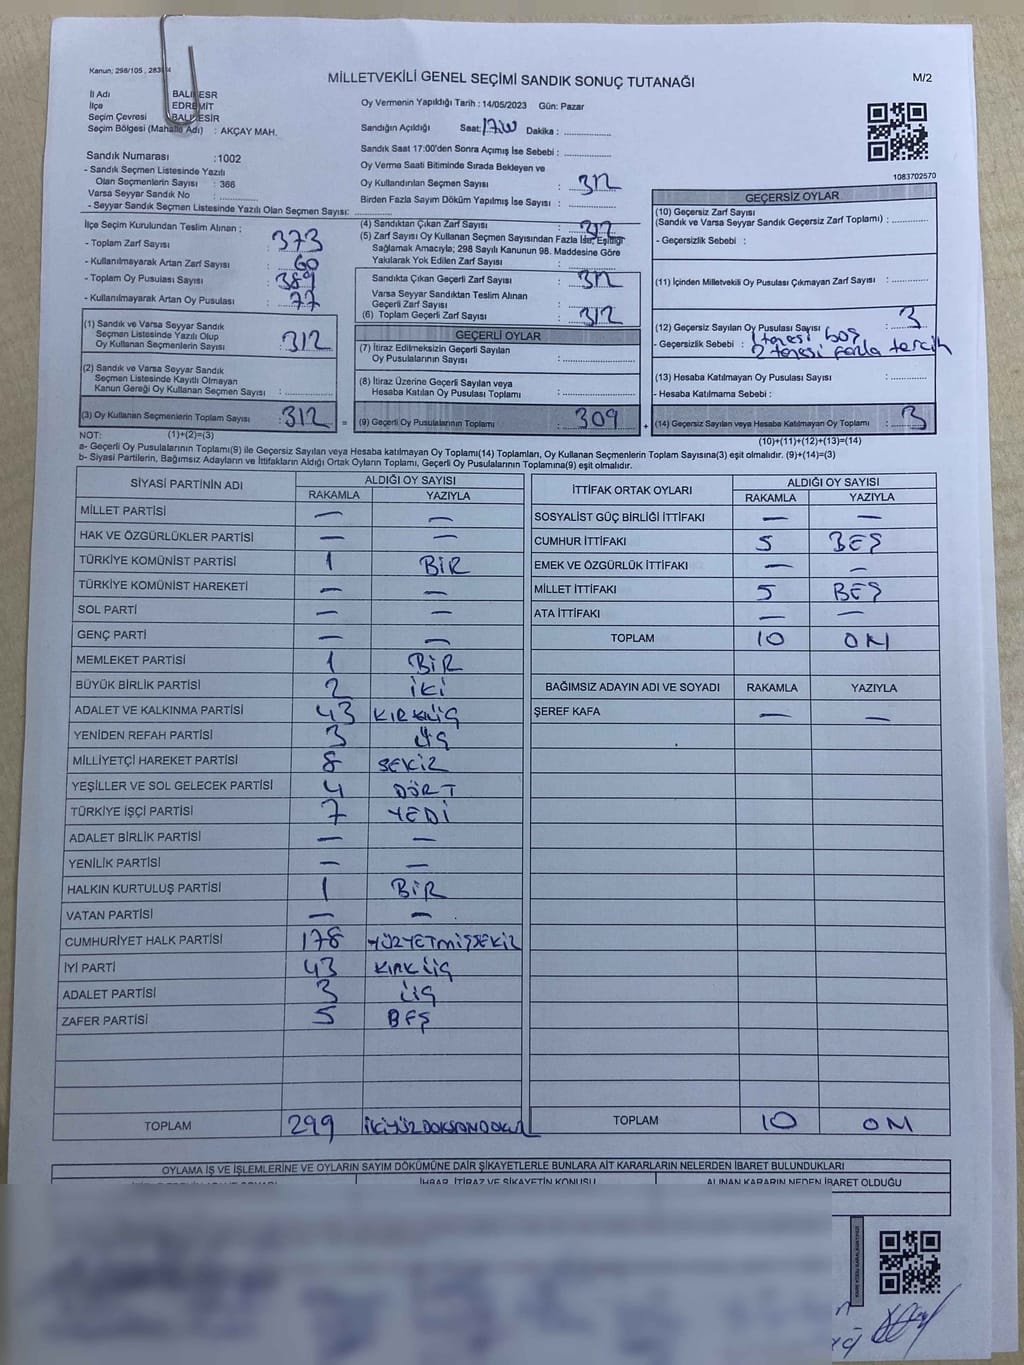 Kanun; 298/105
MİLLETVEKİLİ GENEL SEÇİMİ SANDIK SONUÇ TUTANAĞI
M/2
İl Adı BALIKESİR
İlçe EDREMİT
Seçim Çevresi BALIKESİR
Seçim Bölgesi (Mahalle Adı) : AKÇAY MAH.
Oy Vermenin Yapıldığı Tarih : 14/05/2023 Gün: Pazar
Sandığın Açıldığı Saat: Dakika : ..............
Sandık Saat 17:00'den Sonra Açımış İse Sebebi : ..............
Oy Verme Saati Bitiminde Sırada Bekleyen ve
Oy Kullandırılan Seçmen Sayısı : 312
Birden Fazla Sayım Döküm Yapılmış İse Sayısı : ..............
Sandık Numarası : 1002
- Sandık Seçmen Listesinde Yazılı
Olan Seçmenlerin Sayısı : 366
Varsa Seyyar Sandık No : ..............
- Seyyar Sandık Seçmen Listesinde Yazılı Olan Seçmen Sayısı: ..............
1083702570
İlçe Seçim Kurulundan Teslim Alınan ;
- Toplam Zarf Sayısı : 373
- Kullanılmayarak Artan Zarf Sayısı : 60
- Toplam Oy Pusulası Sayısı : 389
- Kullanılmayarak Artan Oy Pusulası : 77
(1) Sandık ve Varsa Seyyar Sandık
Seçmen Listesinde Yazılı Olup
Oy Kullanan Seçmenlerin Sayısı : 312
(2) Sandık ve Varsa Seyyar Sandık
Seçmen Listesinde Kayıtlı Olmayan
Kanun Gereği Oy Kullanan Seçmen Sayısı : ..............
(3) Oy Kullanan Seçmenlerin Toplam Sayısı : 312 =
(1)+(2)=(3)
(4) Sandıktan Çıkan Zarf Sayısı : 312
(5) Zarf Sayısı Oy Kullanan Seçmen Sayısından Fazla İse, Eşitliği
Sağlamak Amacıyla; 298 Sayılı Kanunun 98. Maddesine Göre
Yakılarak Yok Edilen Zarf Sayısı : ..............
Sandıkta Çıkan Geçerli Zarf Sayısı : 312
Varsa Seyyar Sandıktan Teslim Alınan
Geçerli Zarf Sayısı : ..............
(6) Toplam Geçerli Zarf Sayısı : 312
GEÇERLİ OYLAR
(7) İtiraz Edilmeksizin Geçerli Sayılan
Oy Pusulalarının Sayısı : ..............
(8) İtiraz Üzerine Geçerli Sayılan veya
Hesaba Katılan Oy Pusulası Toplamı : ..............
(9) Geçerli Oy Pusulalarının Toplamı : 309 +
GEÇERSİZ OYLAR
(10) Geçersiz Zarf Sayısı
(Sandık ve Varsa Seyyar Sandık Geçersiz Zarf Toplamı) : ..............
- Geçersizlik Sebebi :
(11) İçinden Milletvekili Oy Pusulası Çıkmayan Zarf Sayısı : ..............
(12) Geçersiz Sayılan Oy Pusulası Sayısı : 3
- Geçersizlik Sebebi : 1 tanesi boş
2 tanesi fazla tercih
(13) Hesaba Katılmayan Oy Pusulası Sayısı : ..............
- Hesaba Katılmama Sebebi :
(14) Geçersiz Sayılan veya Hesaba Katılmayan Oy Toplamı : 3
(10)+(11)+(12)+(13)=(14)
NOT:
a- Geçerli Oy Pusulalarının Toplamı(9) ile Geçersiz Sayılan veya Hesaba katılmayan Oy Toplamı(14) Toplamları, Oy Kullanan Seçmenlerin Toplam Sayısına(3) eşit olmalıdır. (9)+(14)=(3)
b- Siyasi Partilerin, Bağımsız Adayların ve İttifakların Aldığı Ortak Oyların Toplamı, Geçerli Oy Pusulalarının Toplamına(9) eşit olmalıdır.
SİYASİ PARTİNİN ADI ALDIĞI OY SAYISI
RAKAMLA YAZIYLA
MİLLET PARTİSİ — —
HAK VE ÖZGÜRLÜKLER PARTİSİ — —
TÜRKİYE KOMÜNİST PARTİSİ 1 BİR
TÜRKİYE KOMÜNİST HAREKETİ — —
SOL PARTİ — —
GENÇ PARTİ — —
MEMLEKET PARTİSİ 1 BİR
BÜYÜK BİRLİK PARTİSİ 2 İKİ
ADALET VE KALKINMA PARTİSİ 43 KIRKÜÇ
YENİDEN REFAH PARTİSİ 3 ÜÇ
MİLLİYETÇİ HAREKET PARTİSİ 8 SEKİZ
YEŞİLLER VE SOL GELECEK PARTİSİ 4 DÖRT
TÜRKİYE İŞÇİ PARTİSİ 7 YEDİ
ADALET BİRLİK PARTİSİ — —
YENİLİK PARTİSİ — —
HALKIN KURTULUŞ PARTİSİ 1 BİR
VATAN PARTİSİ — —
CUMHURİYET HALK PARTİSİ 178 YÜZYETMİŞSEKİZ
İYİ PARTİ 43 KIRKÜÇ
ADALET PARTİSİ 3 ÜÇ
ZAFER PARTİSİ 5 BEŞ
TOPLAM 299 İKİYÜZDOKSANDOKUZ
İTTİFAK ORTAK OYLARI ALDIĞI OY SAYISI
RAKAMLA YAZIYLA
SOSYALİST GÜÇ BİRLİĞİ İTTİFAKI — —
CUMHUR İTTİFAKI 5 BEŞ
EMEK VE ÖZGÜRLÜK İTTİFAKI — —
MİLLET İTTİFAKI 5 BEŞ
ATA İTTİFAKI — —
TOPLAM 10 ON
BAĞIMSIZ ADAYIN ADI VE SOYADI RAKAMLA YAZIYLA
ŞEREF KAFA — —
TOPLAM 10 ON
OYLAMA İŞ VE İŞLEMLERİNE VE OYLARIN SAYIM DÖKÜMÜNE DAİR ŞİKAYETLERLE BUNLARA AİT KARARLARIN NELERDEN İBARET BULUNDUKLARI
İHBAR, İTİRAZ VE ŞİKAYETİN KONUSU ALINAN KARARIN NEDEN İBARET OLDUĞU